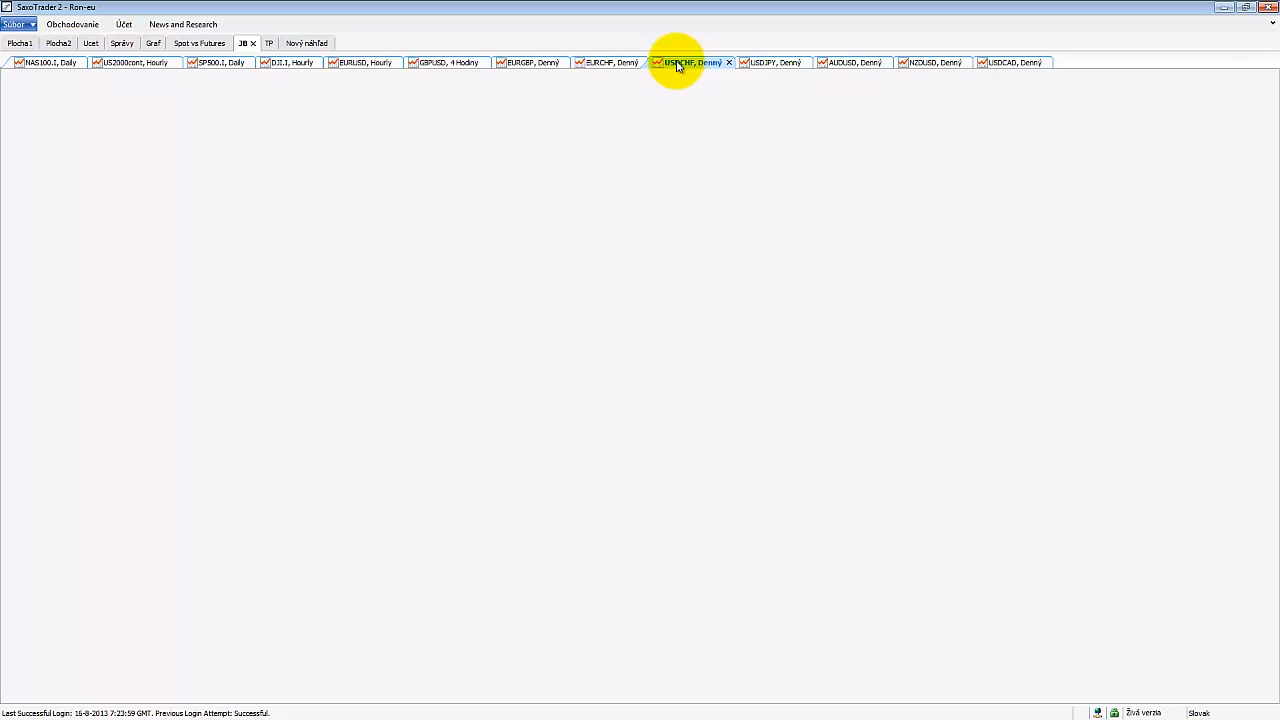 SaxoTrader 2 - Ron-eu
Súbor Obchodovanie Účet News and Research
Plocha1 Plocha2 Ucet Správy Graf Spot vs Futures JB TP Nový náhľad
NAS100.I, Daily US2000cont, Hourly SP500.I, Daily DJI.I, Hourly EURUSD, Hourly GBPUSD, 4 Hodiny EURGBP, Denný EURCHF, Denný USDCHF, Denný USDJPY, Denný AUDUSD, Denný NZDUSD, Denný USDCAD, Denný
Last Successful Login: 16-8-2013 7:23:59 GMT. Previous Login Attempt: Successful. Živá verzia Slovak